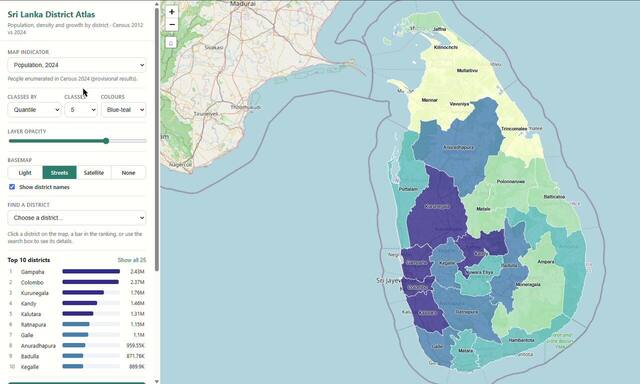 Sri Lanka District Atlas
Population, density and growth by district · Census 2012
vs 2024
MAP INDICATOR
Population, 2024
People enumerated in Census 2024 (provisional results).
CLASSES BY
CLASSES
COLOURS
Quantile
5
Blue-teal
LAYER OPACITY
BASEMAP
Light
Streets
Satellite
None
Show district names
FIND A DISTRICT
Choose a district...
Click a district on the map, a bar in the ranking, or use the
search box to see its details.
Top 10 districts
Show all 25
1 Gampaha 2.43M
2 Colombo 2.37M
3 Kurunegala 1.76M
4 Kandy 1.46M
5 Kalutara 1.31M
6 Ratnapura 1.15M
7 Galle 1.1M
8 Anuradhapura 959.55K
9 Badulla 871.76K
10 Kegalle 869.9K
+
−
Madurai
Sivakasi
Tirunelveli
Thoothukudi
Nagercoil
Jaffna
Kilinochchi
Mullaitivu
Mannar
Vavuniya
Trincomalee
Anuradhapura
Puttalam
Polonnaruwa
Batticaloa
Kurunegala
Matale
Kandy
Gampaha
Kegalle
Ampara
Nuwara Eliya
Badulla
Colombo
Moneragala
Kalutara
Ratnapura
Galle
Matara
Hambantota